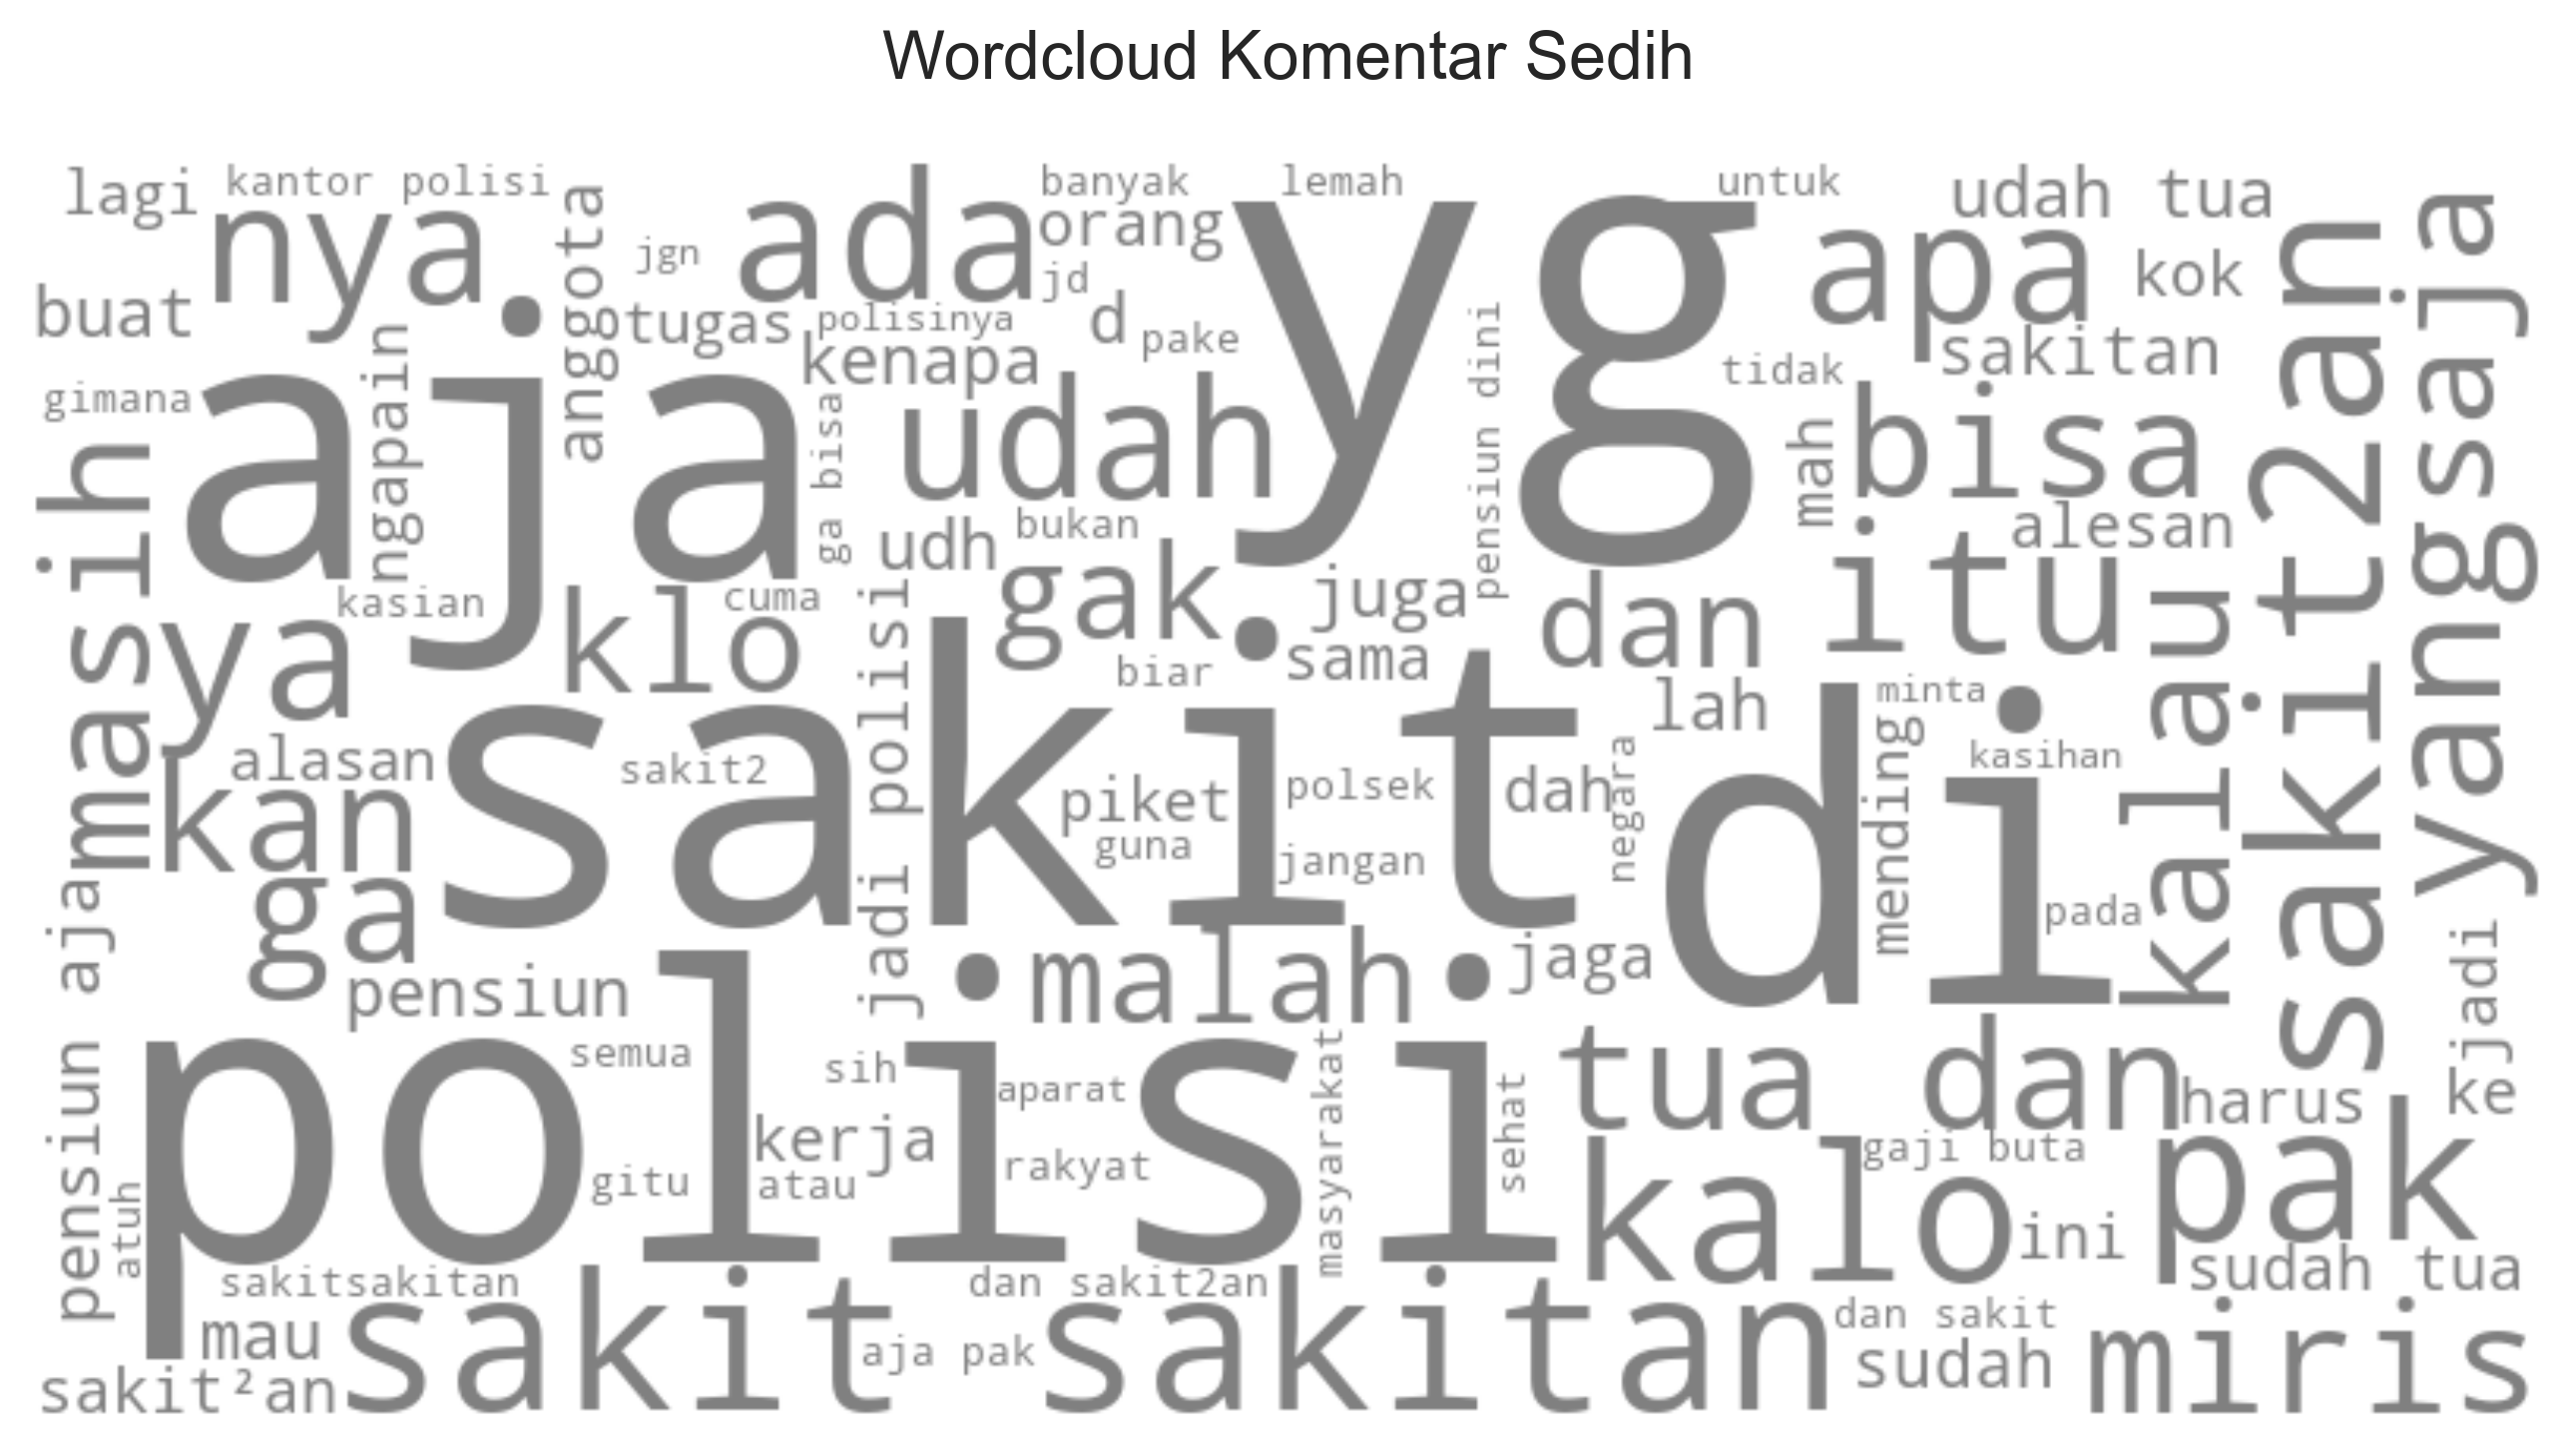 Wordcloud Komentar Sedih
lagi
kantor polisi
nya
anggota
jgn
ada
banyak
orang
jd
lemah
yg
untuk
udah tua
apa
kok
sakit2an
yang
saja
buat
tugas
polisinya
d
pake
kenapa
pensiun dini
tidak
sakitan
gimana
ngapain
aja
ga bisa
udah
mah
bisa
masih
udh
bukan
alesan
itu
kasian
cuma
klo
gak
juga
dan
ya
jadi polisi
biar
sama
lah
minta
kalau
alasan
sakit
sakit2
kasihan
kan
piket
polsek
dah
negara
di
mending
guna
jangan
pada
ga
pensiun aja
malah
jaga
jadi
pensiun
semua
sih
aparat
masyarakat
sehat
tua dan
harus
ke
polisi
kerja
gitu
atau
rakyat
gaji buta
pak
atuh
kalo
ini
sudah tua
sakitsakitan
dan sakit2an
dan sakit
mau
sakit sakitan
aja pak
sudah
miris
sakit²an